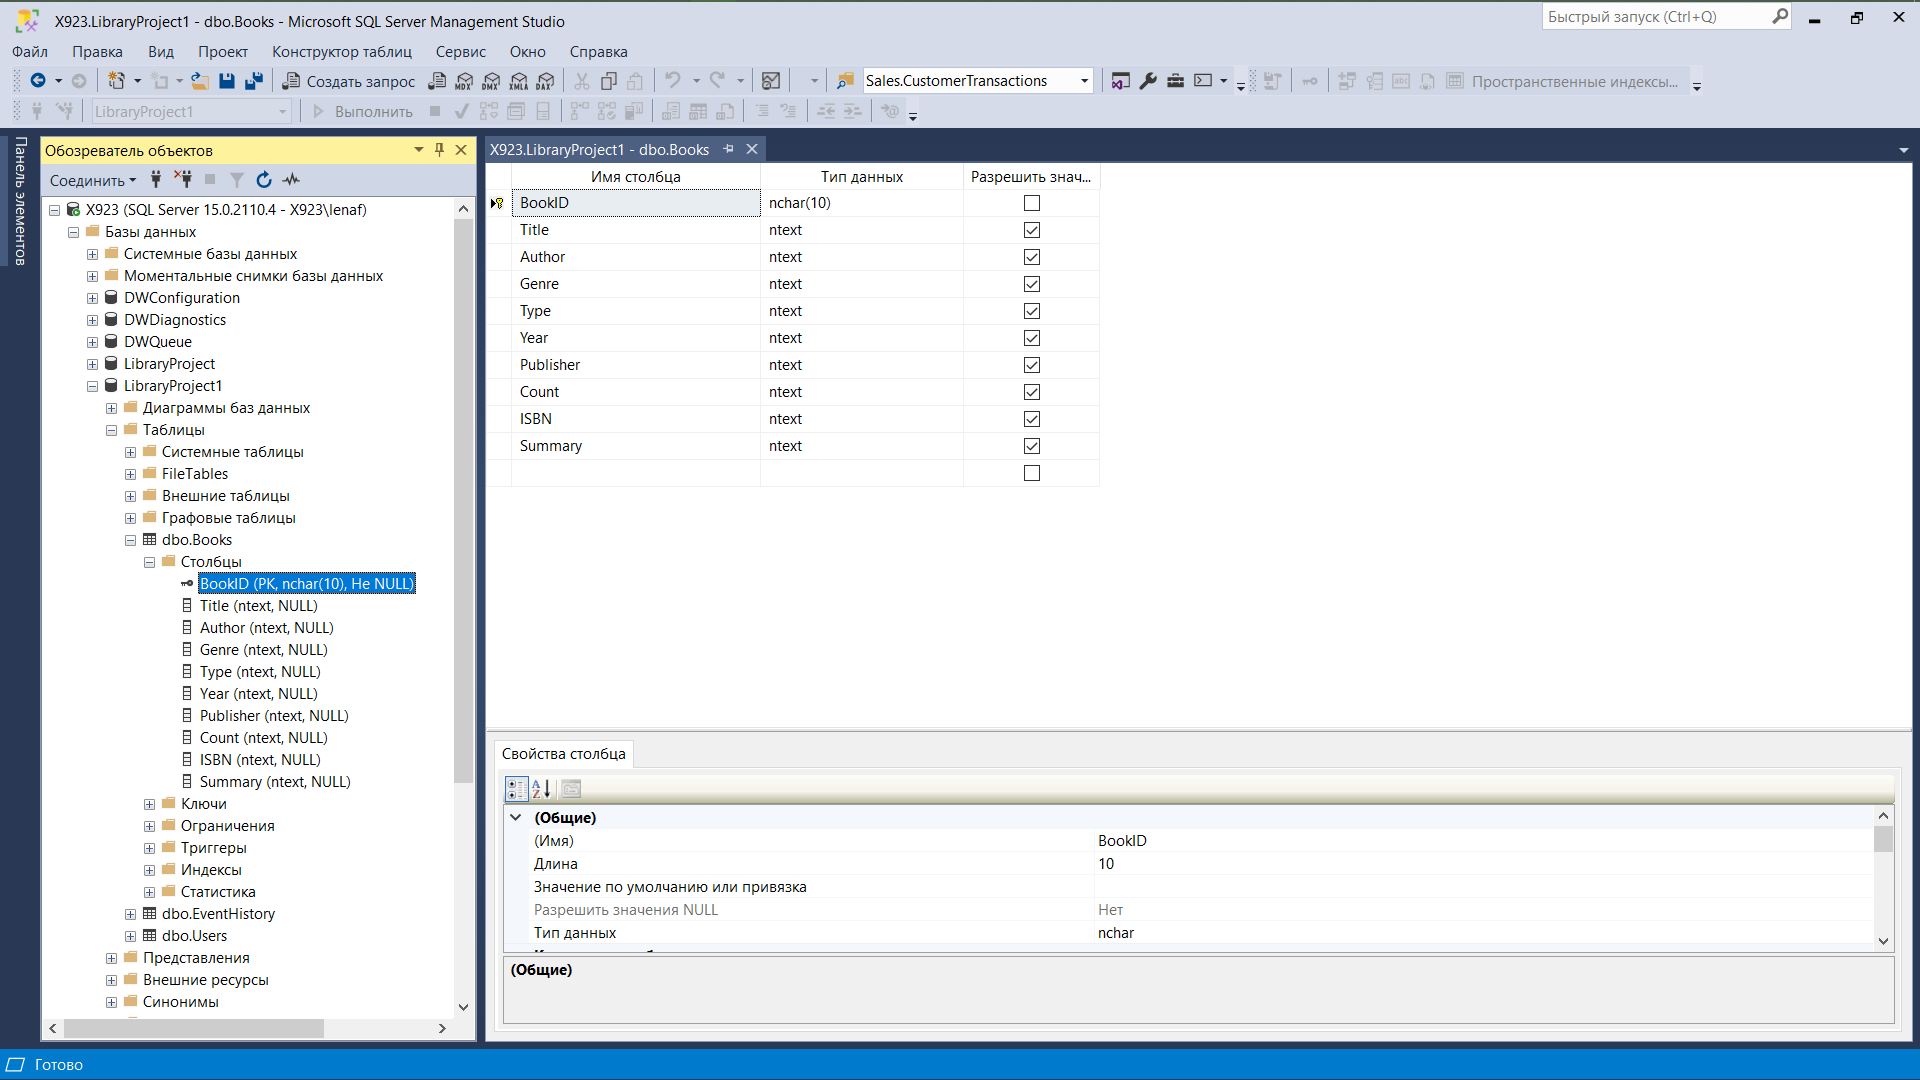 X923.LibraryProject1 - dbo.Books - Microsoft SQL Server Management Studio
Быстрый запуск (Ctrl+Q)
Файл Правка Вид Проект Конструктор таблиц Сервис Окно Справка
Создать запрос MDX DMX XMLA DAX Sales.CustomerTransactions Пространственные индексы...
LibraryProject1 Выполнить
Панель элементов
Обозреватель объектов
Соединить
X923 (SQL Server 15.0.2110.4 - X923\lenaf)
Базы данных
Системные базы данных
Моментальные снимки базы данных
DWConfiguration
DWDiagnostics
DWQueue
LibraryProject
LibraryProject1
Диаграммы баз данных
Таблицы
Системные таблицы
FileTables
Внешние таблицы
Графовые таблицы
dbo.Books
Столбцы
BookID (PK, nchar(10), Не NULL)
Title (ntext, NULL)
Author (ntext, NULL)
Genre (ntext, NULL)
Type (ntext, NULL)
Year (ntext, NULL)
Publisher (ntext, NULL)
Count (ntext, NULL)
ISBN (ntext, NULL)
Summary (ntext, NULL)
Ключи
Ограничения
Триггеры
Индексы
Статистика
dbo.EventHistory
dbo.Users
Представления
Внешние ресурсы
Синонимы
X923.LibraryProject1 - dbo.Books
Имя столбца Тип данных Разрешить знач...
BookID nchar(10)
Title ntext
Author ntext
Genre ntext
Type ntext
Year ntext
Publisher ntext
Count ntext
ISBN ntext
Summary ntext
Свойства столбца
(Общие)
(Имя) BookID
Длина 10
Значение по умолчанию или привязка
Разрешить значения NULL Нет
Тип данных nchar
(Общие)
Готово